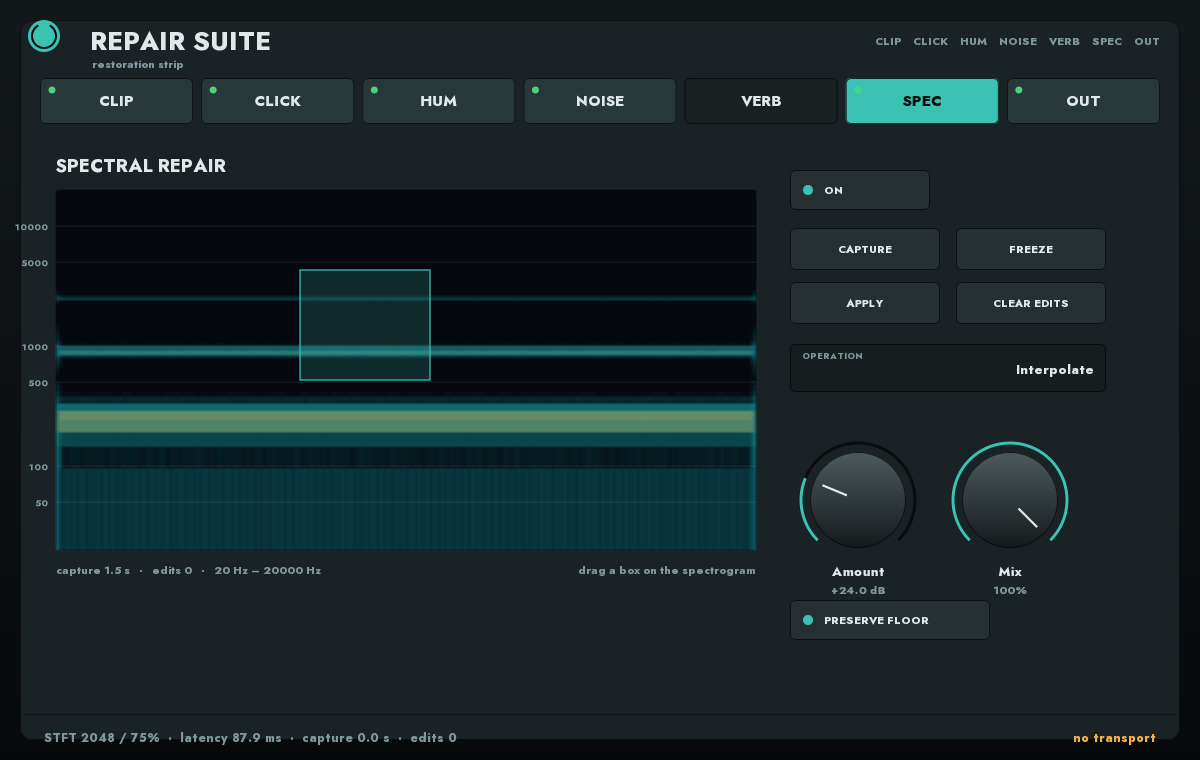 REPAIR SUITE
restoration strip
CLIP CLICK HUM NOISE VERB SPEC OUT
CLIP CLICK HUM NOISE VERB SPEC OUT
SPECTRAL REPAIR
10000
5000
1000
500
100
50
capture 1.5 s · edits 0 · 20 Hz – 20000 Hz
drag a box on the spectrogram
ON
CAPTURE FREEZE
APPLY CLEAR EDITS
OPERATION
Interpolate
Amount Mix
+24.0 dB 100%
PRESERVE FLOOR
STFT 2048 / 75% · latency 87.9 ms · capture 0.0 s · edits 0
no transport